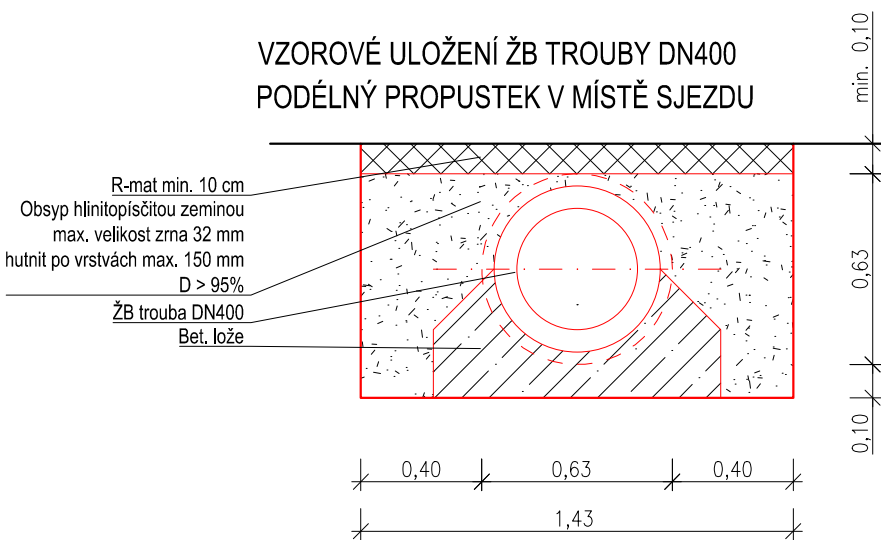 VZOROVÉ ULOŽENÍ ŽB TROUBY DN400
PODÉLNÝ PROPUSTEK V MÍSTĚ SJEZDU
min. 0,10
R-mat min. 10 cm
Obsyp hlinitopísčitou zeminou
max. velikost zrna 32 mm
hutnit po vrstvách max. 150 mm
D > 95%
ŽB trouba DN400
Bet. lože
0,63
0,10
0,40
0,63
0,40
1,43